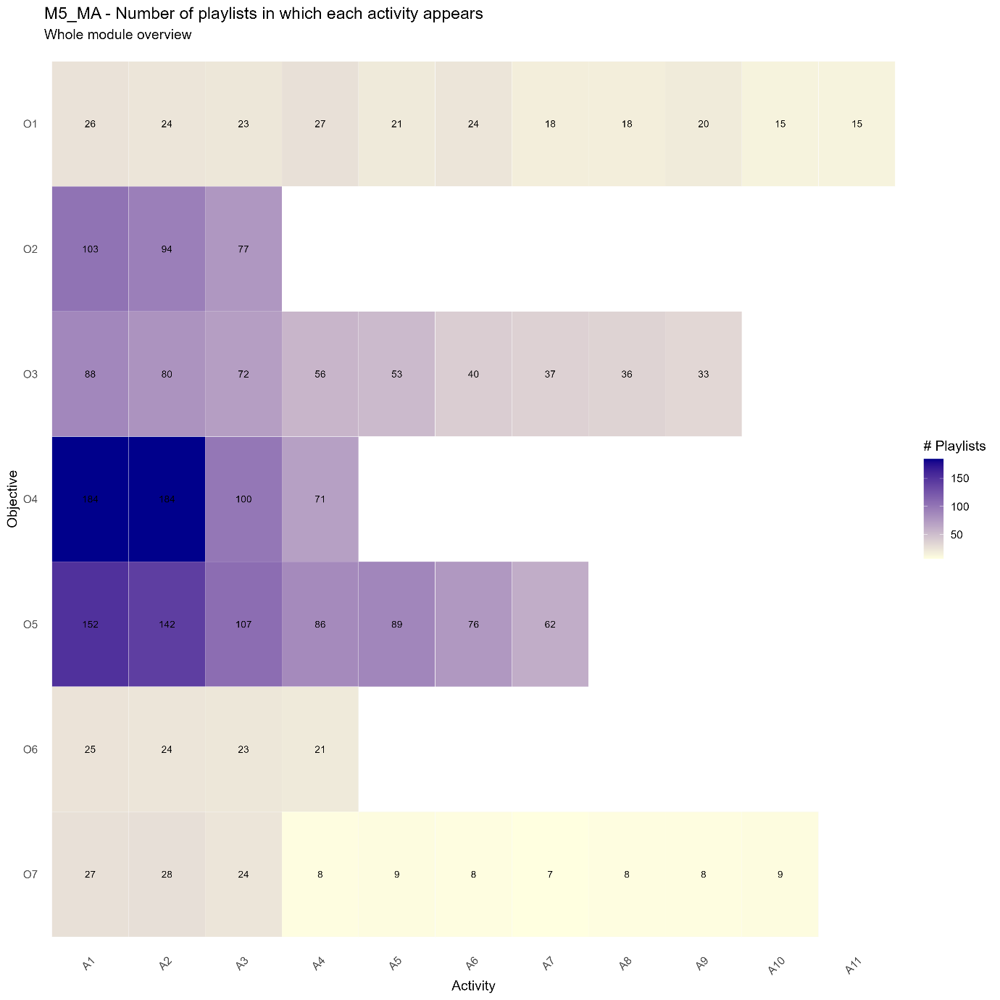 M5_MA - Number of playlists in which each activity appears
Whole module overview
O1 26 24 23 27 21 24 18 18 20 15 15
O2 103 94 77
O3 88 80 72 56 53 40 37 36 33
# Playlists
150
100
50
Objective
O4 184 184 100 71
O5 152 142 107 86 89 76 62
O6 25 24 23 21
O7 27 28 24 8 9 8 7 8 8 9
A1 A2 A3 A4 A5 A6 A7 A8 A9 A10 A11
Activity